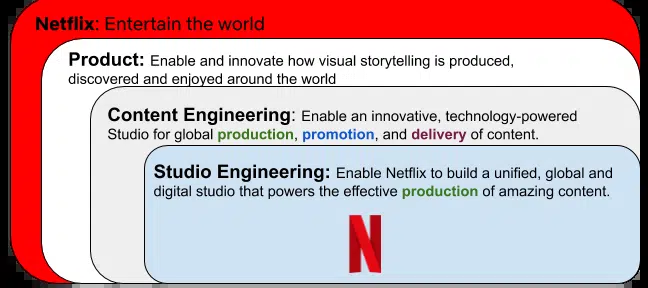 Netflix: Entertain the world
Product: Enable and innovate how visual storytelling is produced,
discovered and enjoyed around the world
Content Engineering: Enable an innovative, technology-powered
Studio for global production, promotion, and delivery of content.
Studio Engineering: Enable Netflix to build a unified, global and
digital studio that powers the effective production of amazing content.
N